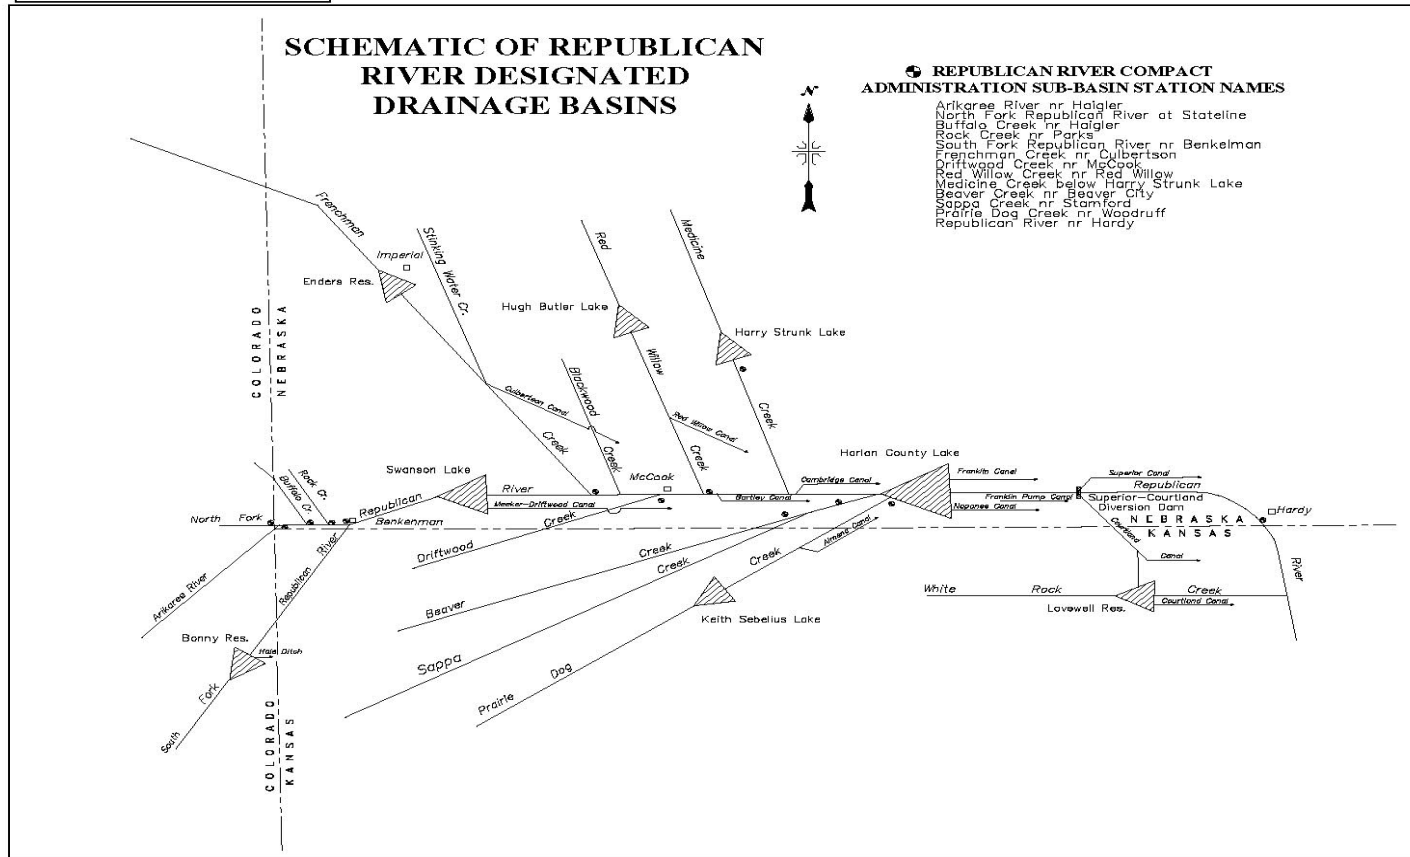 SCHEMATIC OF REPUBLICAN
RIVER DESIGNATED
DRAINAGE BASINS
N
REPUBLICAN RIVER COMPACT
ADMINISTRATION SUB-BASIN STATION NAMES
Arikaree River nr Haigler
North Fork Republican River at Stateline
Buffalo Creek nr Haigler
Rock Creek nr Parks
South Fork Republican River nr Benkelman
Frenchman Creek nr Culbertson
Driftwood Creek nr McCook
Red Willow Creek nr Red Willow
Medicine Creek below Harry Strunk Lake
Beaver Creek nr Beaver City
Sappa Creek nr Stamford
Prairie Dog Creek nr Woodruff
Republican River nr Hardy
Frenchman
Imperial
Enders Res.
Stinking Water Cr.
Red
Medicine
Hugh Butler Lake
Harry Strunk Lake
COLORADO
NEBRASKA
Willow
Blackwood
Culbertson Canal
Creek
Red Willow Canal
Creek
Creek
Creek
Creek
Swanson Lake
McCook
Harlan County Lake
Rock Cr.
Buffalo Cr.
Republican
River
Cambridge Canal
Franklin Canal
Superior Canal
Republican
Bartley Canal
Meeker-Driftwood Canal
Franklin Pump Canal
Superior-Courtland
Diversion Dam
Naponee Canal
North Fork
Benkenman
Creek
Hardy
NEBRASKA
KANSAS
River
Driftwood
Creek
Creek
Creek
Almena Canal
Courtland
Canal
River
Arikaree River
Republican
Beaver
White Rock Creek
Lovewell Res.
Courtland Canal
Keith Sebelius Lake
Bonny Res.
Hale Ditch
Sappa
Dog
Prairie
Fork
South
COLORADO
KANSAS